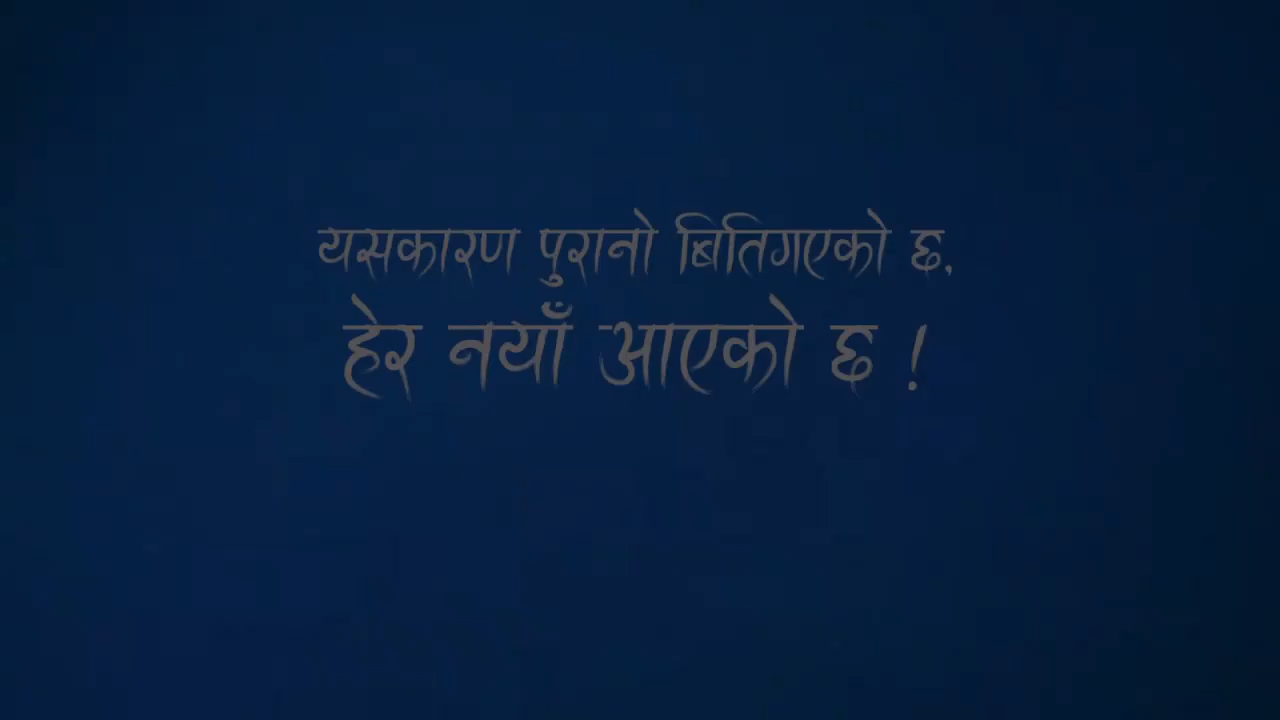 यसकारण पुरानो बितिगएको छ,
हेर नयाँ आएको छ !